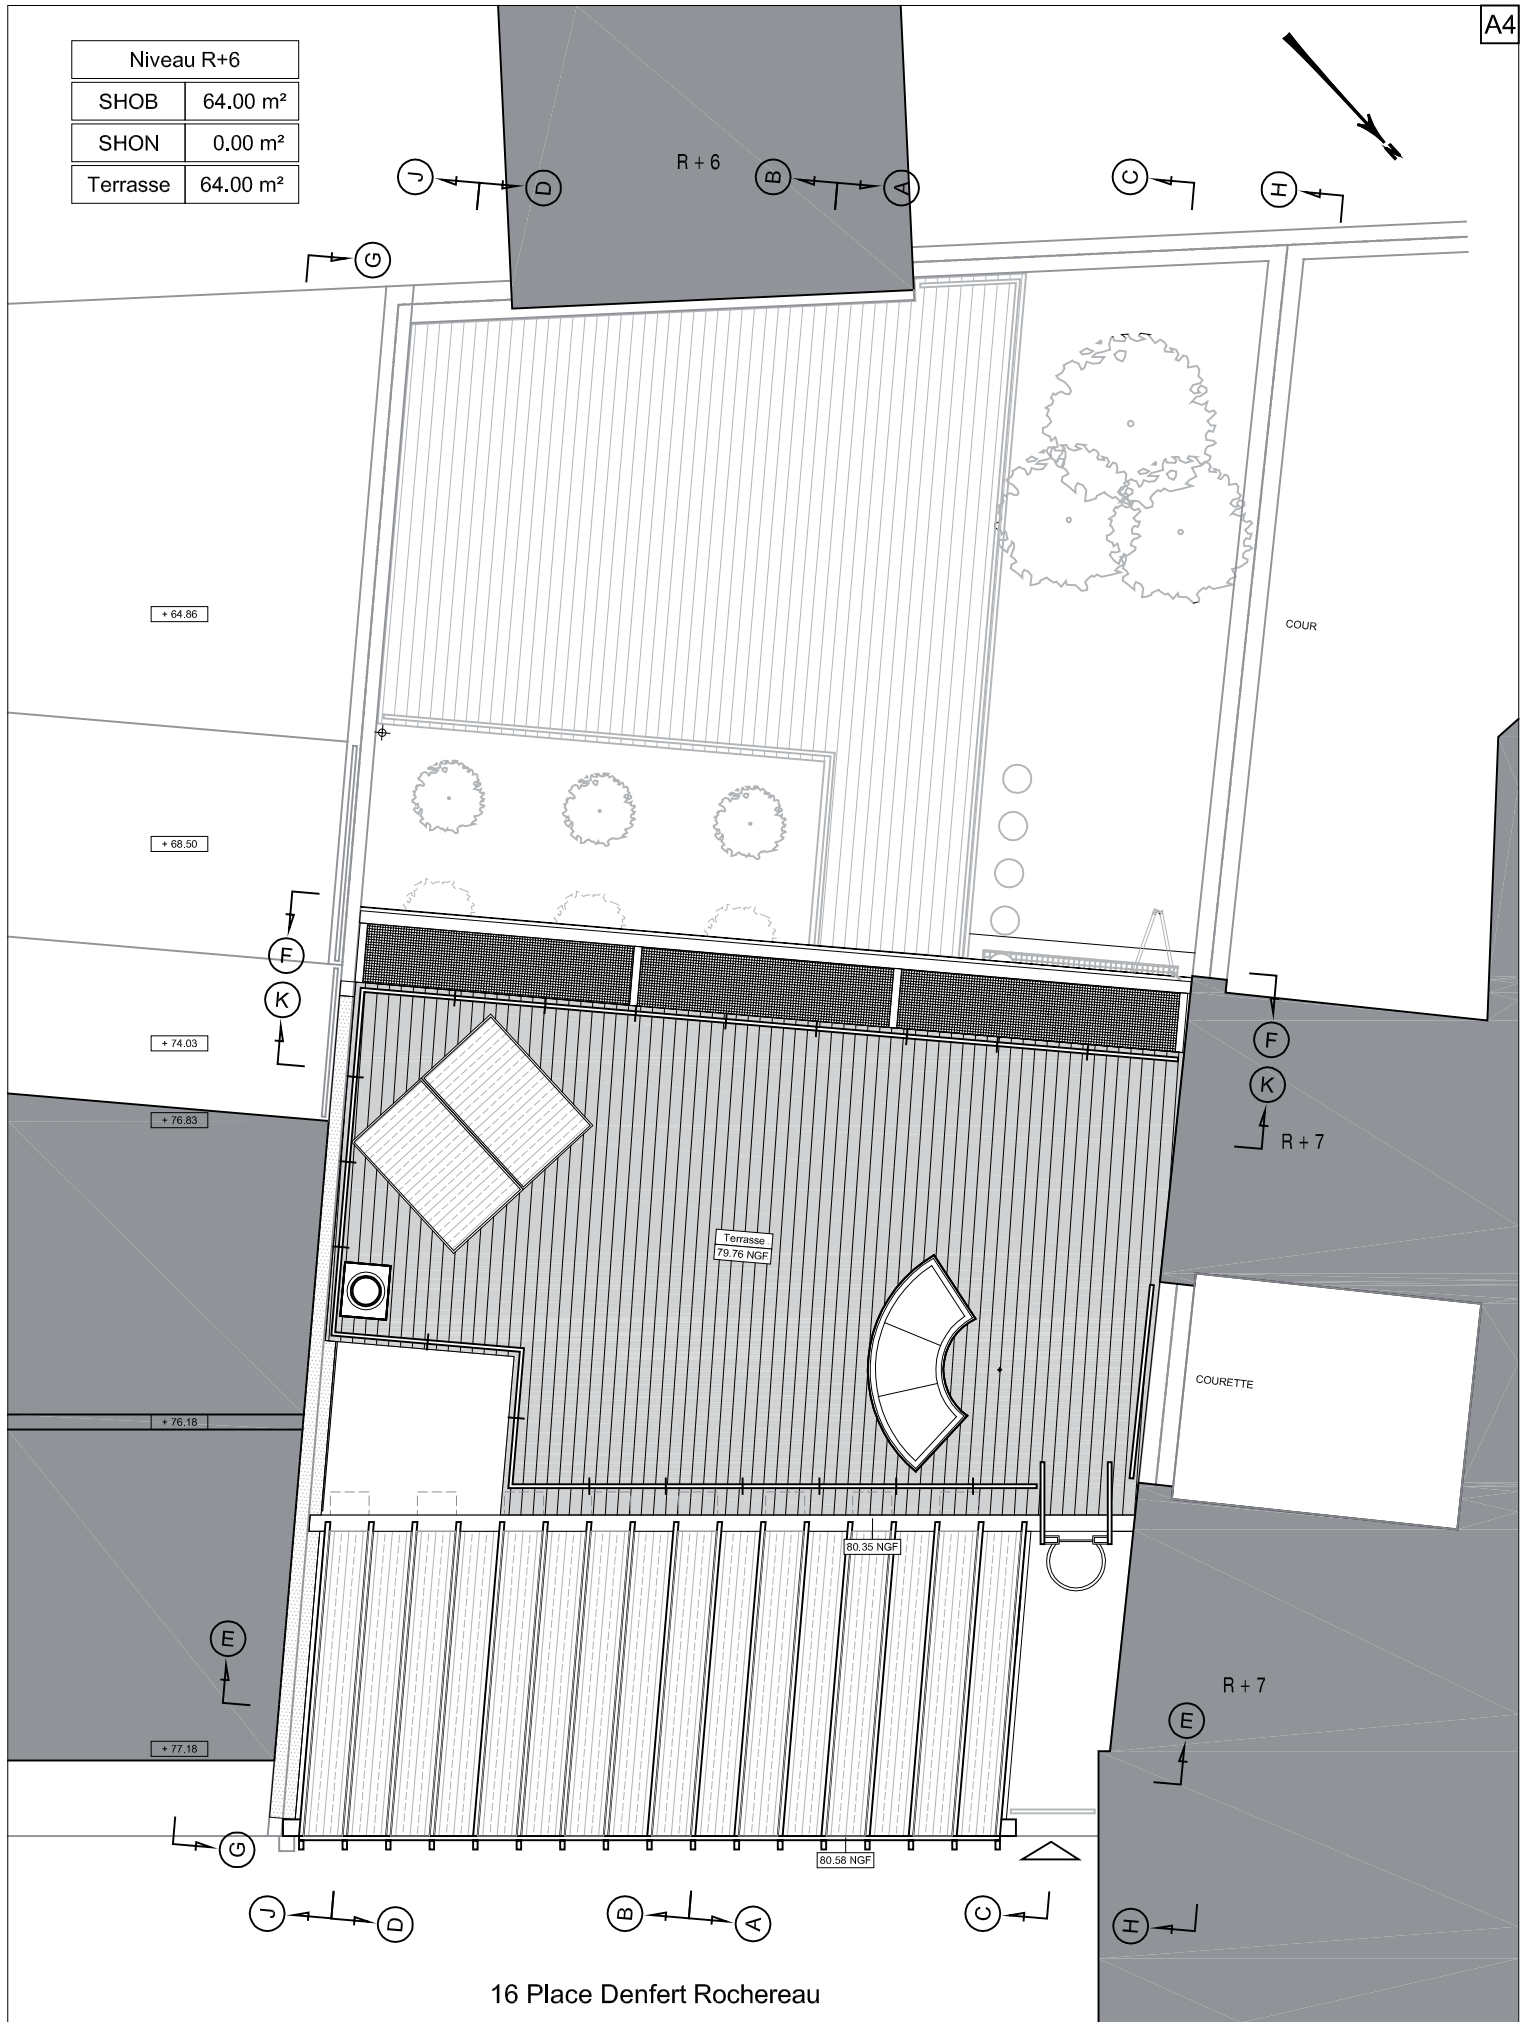 A4
Niveau R+6
SHOB 64.00 m²
SHON 0.00 m²
Terrasse 64.00 m²
N
R + 6
J D B A C H
G
+ 64.86
COUR
+ 68.50
F
K
+ 74.03
F
K
+ 76.83
R + 7
Terrasse
79.76 NGF
COURETTE
+ 76.18
80.35 NGF
E
R + 7
E
+ 77.18
G
80.58 NGF
J D B A C H
16 Place Denfert Rochereau